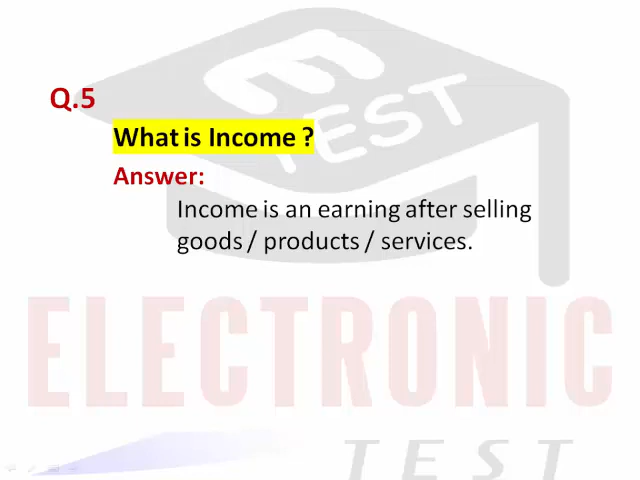 E
TEST
Q.5
What is Income ?
Answer:
Income is an earning after selling
goods / products / services.
ELECTRONIC
TEST